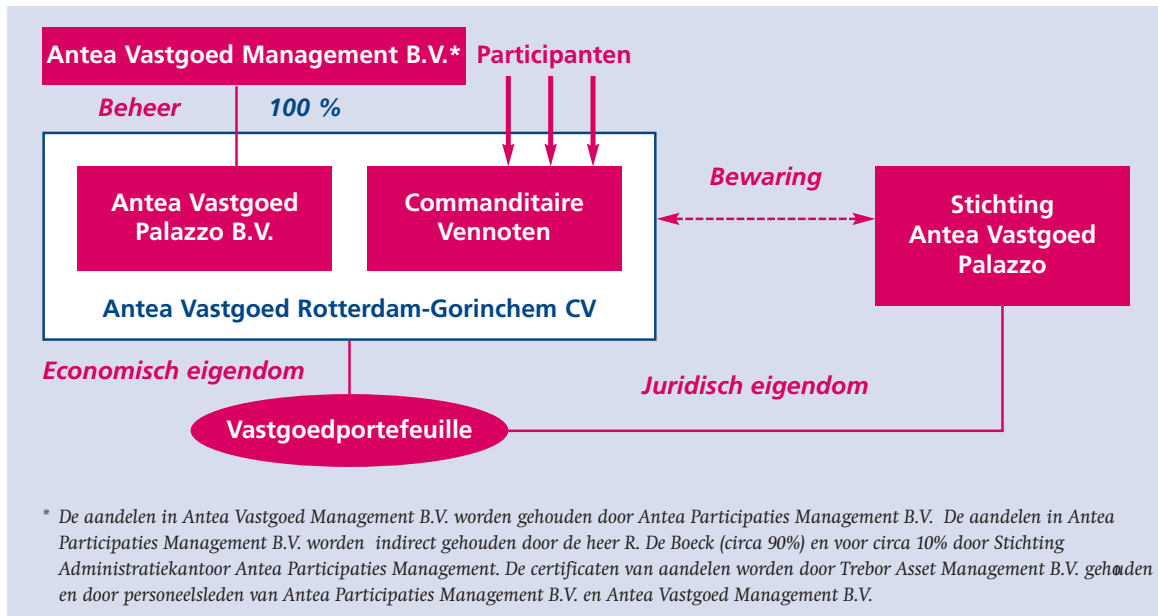 Antea Vastgoed Management B.V.*
Participanten
Beheer
100 %
Antea Vastgoed
Palazzo B.V.
Commanditaire
Vennoten
Bewaring
Stichting
Antea Vastgoed
Palazzo
Antea Vastgoed Rotterdam-Gorinchem CV
Economisch eigendom
Juridisch eigendom
Vastgoedportefeuille
* De aandelen in Antea Vastgoed Management B.V. worden gehouden door Antea Participaties Management B.V. De aandelen in Antea
Participaties Management B.V. worden indirect gehouden door de heer R. De Boeck (circa 90%) en voor circa 10% door Stichting
Administratiekantoor Antea Participaties Management. De certificaten van aandelen worden door Trebor Asset Management B.V. gehouden
en door personeelsleden van Antea Participaties Management B.V. en Antea Vastgoed Management B.V.